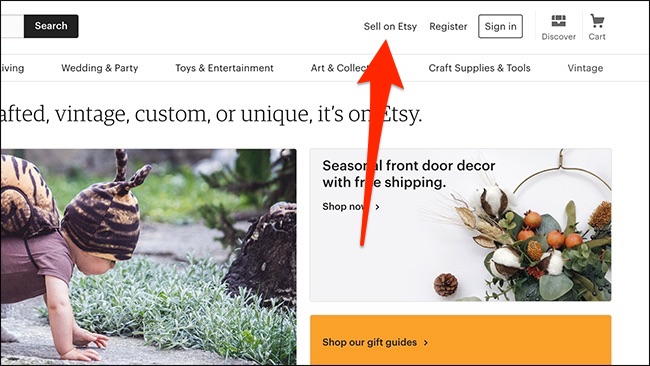 Search
Sell on Etsy
Register
Sign in
Discover
Cart
iving
Wedding & Party
Toys & Entertainment
Art & Collec
Craft Supplies & Tools
Vintage
afted, vintage, custom, or unique, it's on Etsy.
Seasonal front door decor
with free shipping.
Shop now >
Shop our gift guides >